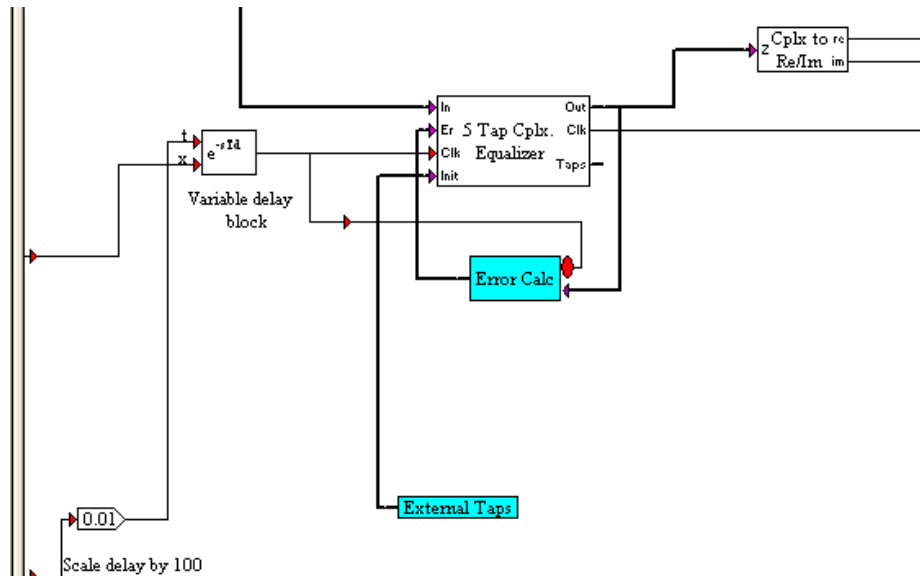 Cplx to re
z
Re/Im im
In
Out
Er
5 Tap Cplx.
Clk
Clk
Equalizer
Taps
Init
t
x
e^-sTd
Variable delay
block
Error Calc
External Taps
0.01
Scale delay by 100